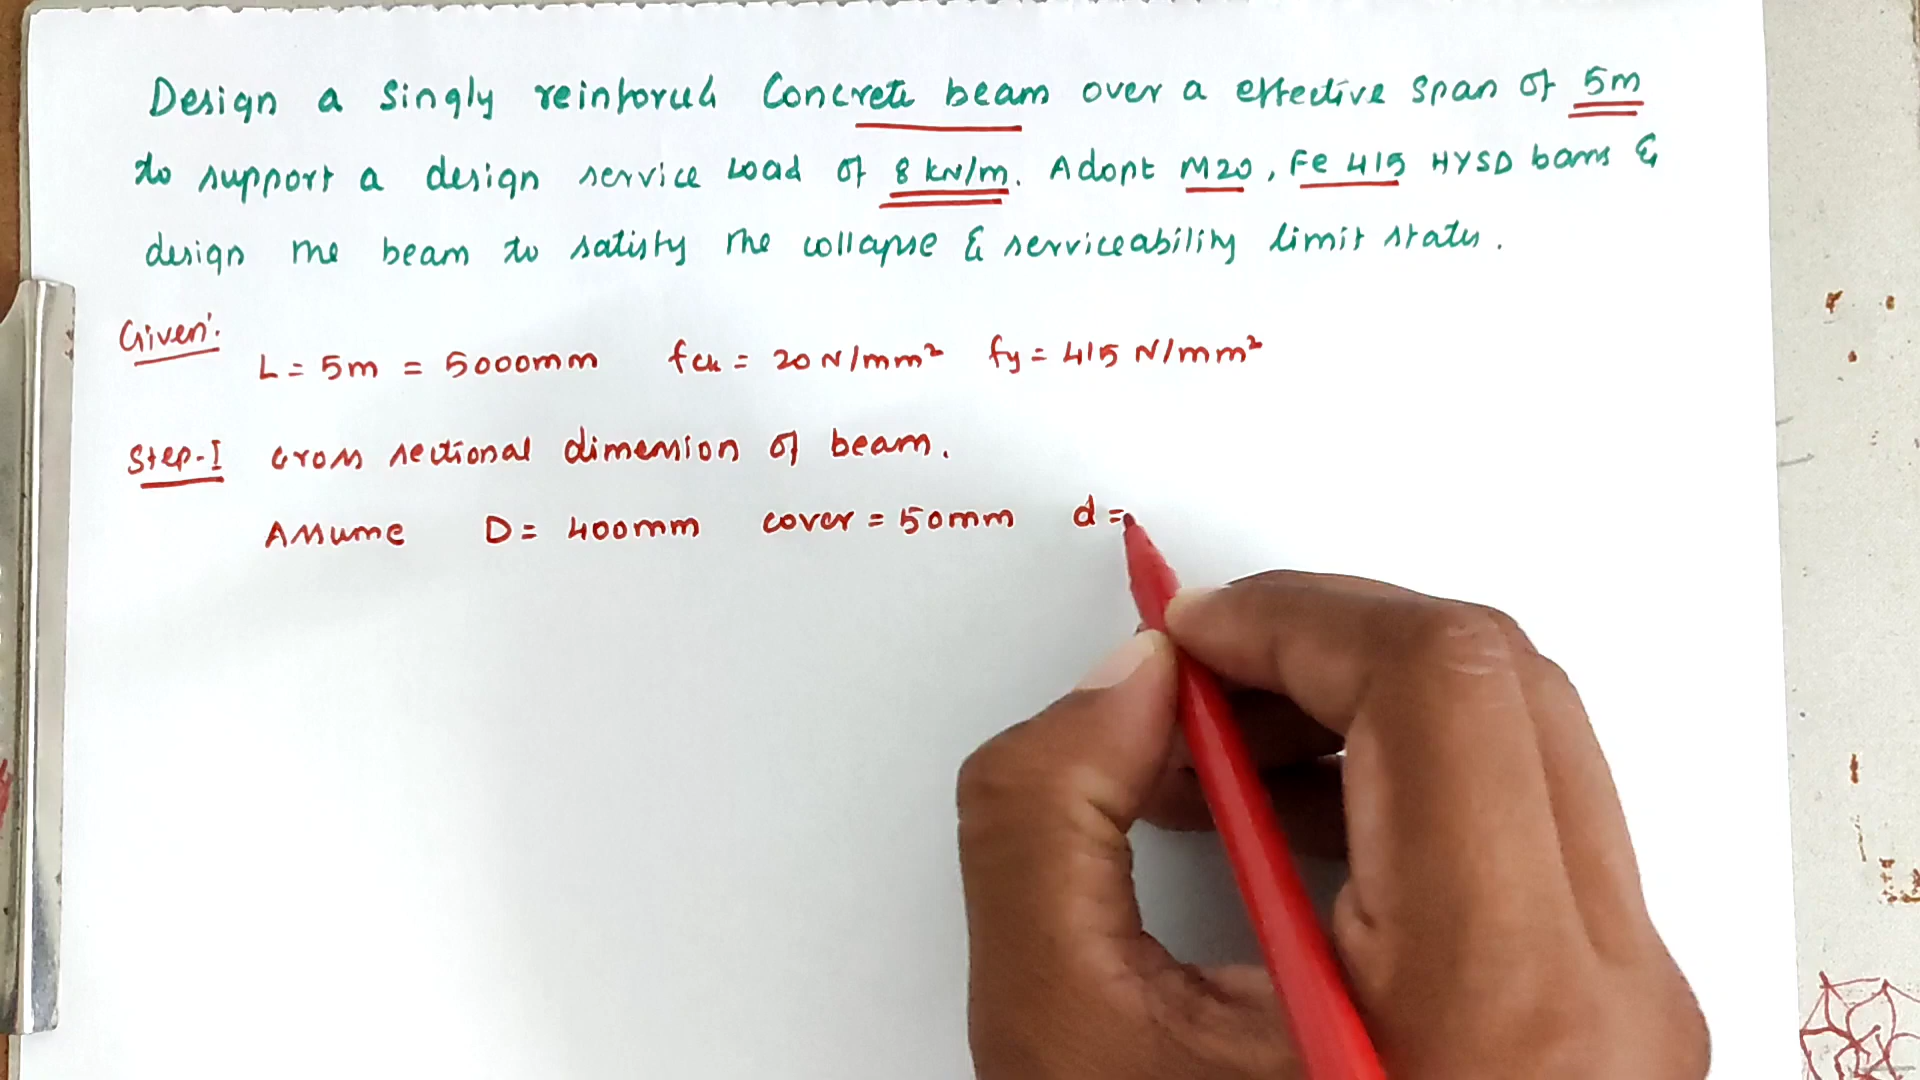 Design a singly reinforced Concrete beam over a effective span of 5m
to support a design service Load of 8 kN/m. Adopt M20, Fe 415 HYSD bars &
design the beam to satisfy the collapse & serviceability limit states.
Given:
L = 5m = 5000mm fck = 20 N/mm² fy = 415 N/mm²
Step-I Cross sectional dimension of beam.
Assume D = 400mm cover = 50mm d =